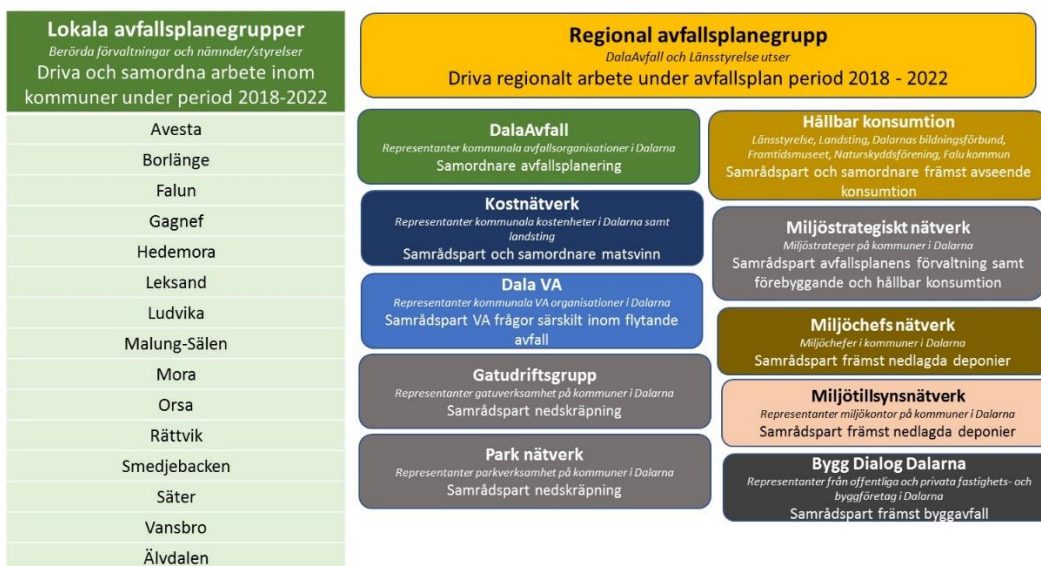 Lokala avfallsplanegrupper
Berörda förvaltningar och nämnder/styrelser
Driva och samordna arbete inom
kommuner under period 2018-2022
Avesta
Borlänge
Falun
Gagnef
Hedemora
Leksand
Ludvika
Malung-Sälen
Mora
Orsa
Rättvik
Smedjebacken
Säter
Vansbro
Älvdalen
Regional avfallsplanegrupp
DalaAvfall och Länsstyrelse utser
Driva regionalt arbete under avfallsplan period 2018 - 2022
DalaAvfall
Representanter kommunala avfallsorganisationer i Dalarna
Samordnare avfallsplanering
Kostnätverk
Representanter kommunala kostenheter i Dalarna samt
landsting
Samrådspart och samordnare matsvinn
Dala VA
Representanter kommunala VA organisationer i Dalarna
Samrådspart VA frågor särskilt inom flytande
avfall
Gatudriftsgrupp
Representanter gatuverksamhet på kommuner i Dalarna
Samrådspart nedskräpning
Park nätverk
Representanter parkverksamhet på kommuner i Dalarna
Samrådspart nedskräpning
Hållbar konsumtion
Länsstyrelse, Landsting, Dalarnas bildningsförbund,
Framtidsmuseet, Naturskyddsförening, Falu kommun
Samrådspart och samordnare främst avseende
konsumtion
Miljöstrategiskt nätverk
Miljöstrateger på kommuner i Dalarna
Samrådspart avfallsplanens förvaltning samt
förebyggande och hållbar konsumtion
Miljöchefs nätverk
Miljöchefer i kommuner i Dalarna
Samrådspart främst nedlagda deponier
Miljötillsynsnätverk
Representanter miljökontor på kommuner i Dalarna
Samrådspart främst nedlagda deponier
Bygg Dialog Dalarna
Representanter från offentliga och privata fastighets- och
byggföretag i Dalarna
Samrådspart främst byggavfall